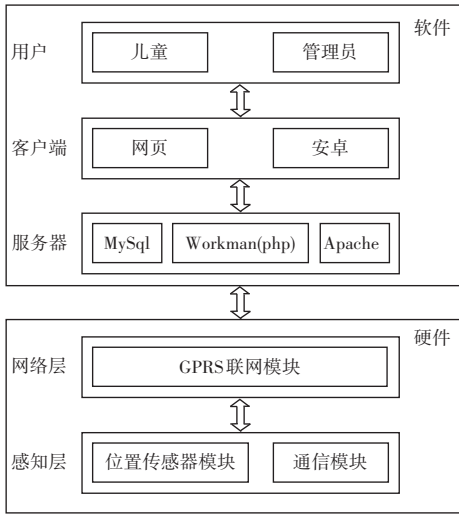 软件
用户
儿童 管理员
客户端
网页 安卓
服务器
MySql Workman(php) Apache
硬件
网络层
GPRS联网模块
感知层
位置传感器模块 通信模块